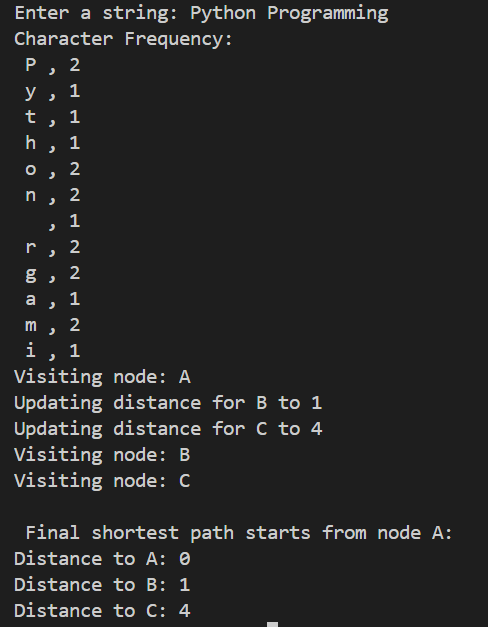 Enter a string: Python Programming
Character Frequency:
 P , 2
 y , 1
 t , 1
 h , 1
 o , 2
 n , 2
   , 1
 r , 2
 g , 2
 a , 1
 m , 2
 i , 1
Visiting node: A
Updating distance for B to 1
Updating distance for C to 4
Visiting node: B
Visiting node: C

 Final shortest path starts from node A:
Distance to A: 0
Distance to B: 1
Distance to C: 4